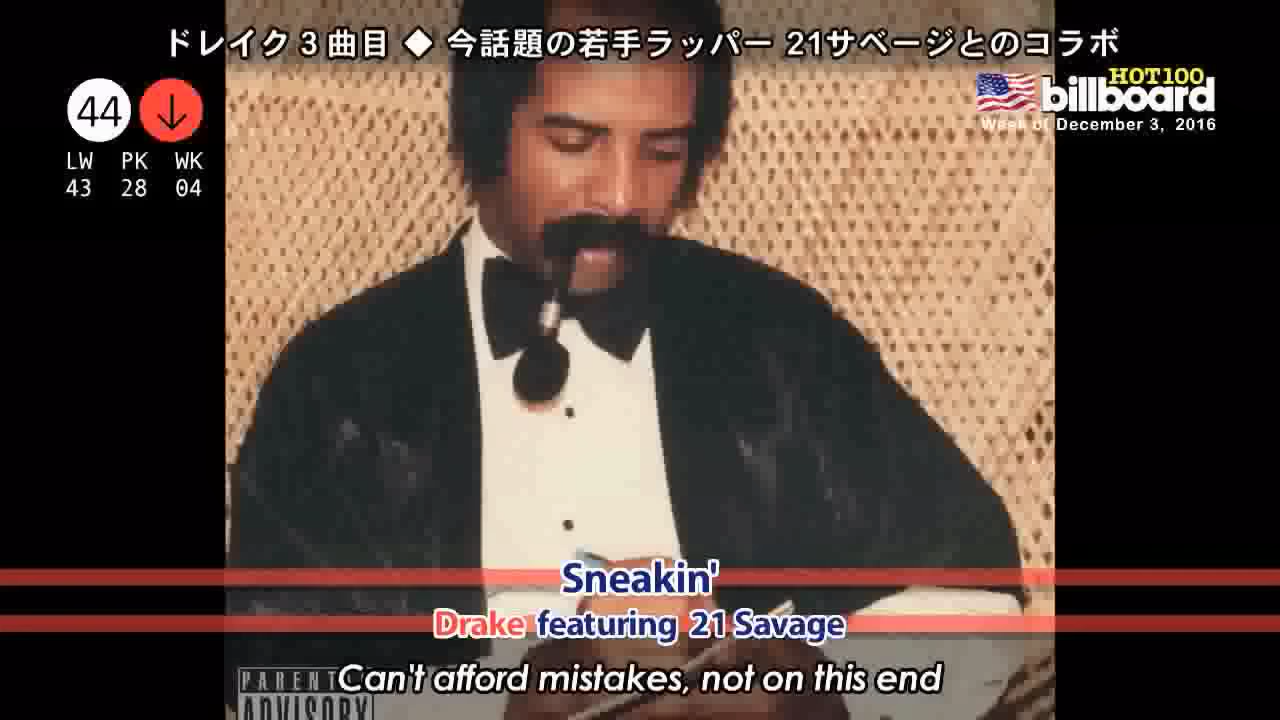 ドレイク3曲目 ◆ 今話題の若手ラッパー 21サベージとのコラボ
44 ↓
LW PK WK
43 28 04
HOT100
billboard
Week of December 3, 2016
Sneakin'
Drake featuring 21 Savage
Can't afford mistakes, not on this end
PARENT
ADVISORY